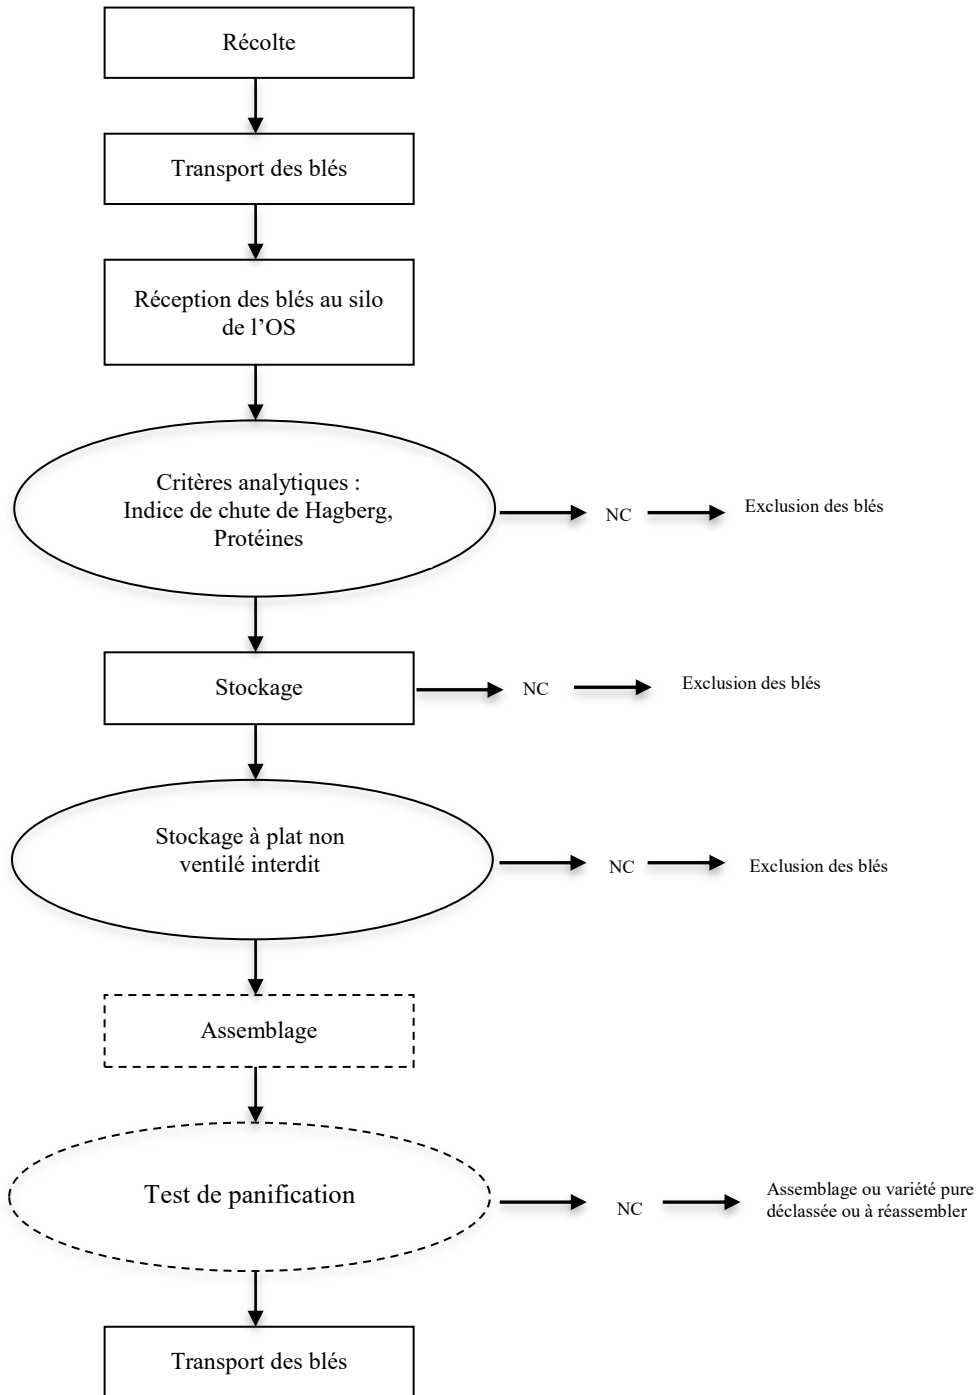 Récolte
Transport des blés
Réception des blés au silo
de l’OS
Critères analytiques :
Indice de chute de Hagberg,
Protéines
NC
Exclusion des blés
Stockage
NC
Exclusion des blés
Stockage à plat non
ventilé interdit
NC
Exclusion des blés
Assemblage
Test de panification
NC
Assemblage ou variété pure
déclassée ou à réassembler
Transport des blés